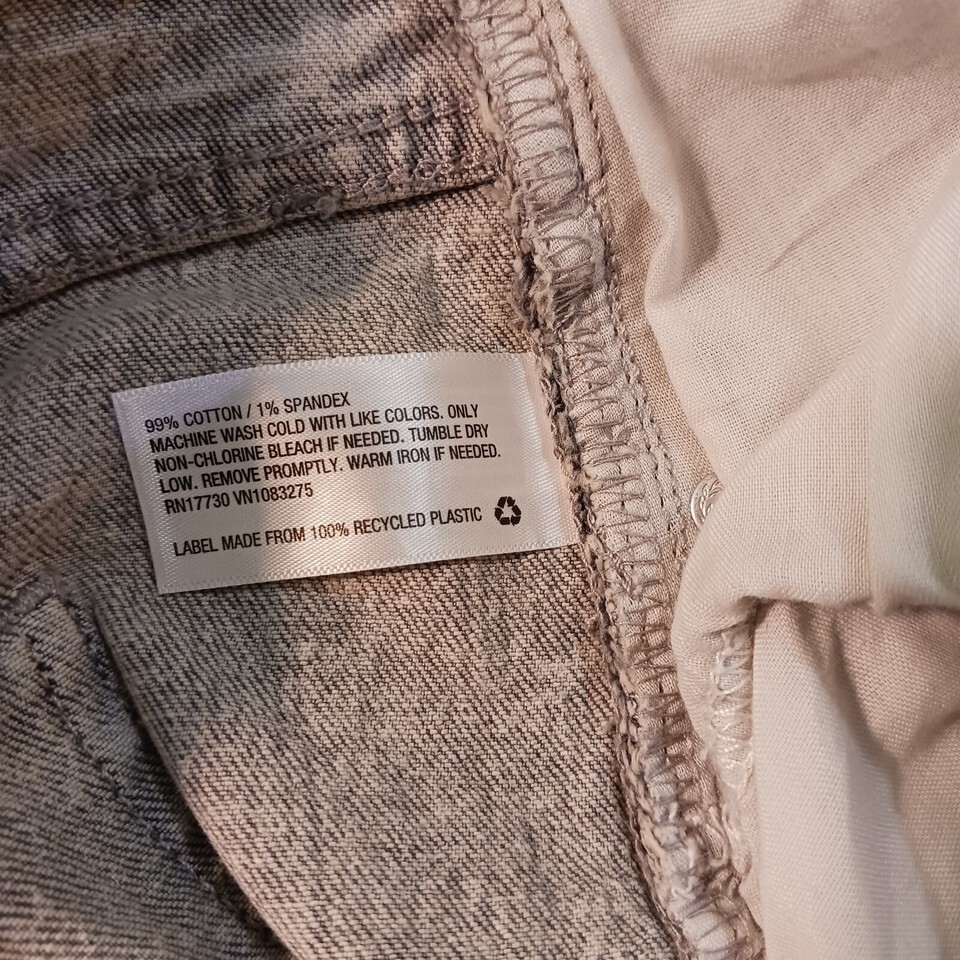 99% COTTON / 1% SPANDEX
MACHINE WASH COLD WITH LIKE COLORS. ONLY
NON-CHLORINE BLEACH IF NEEDED. TUMBLE DRY
LOW. REMOVE PROMPTLY. WARM IRON IF NEEDED.
RN17730 VN1083275
LABEL MADE FROM 100% RECYCLED PLASTIC